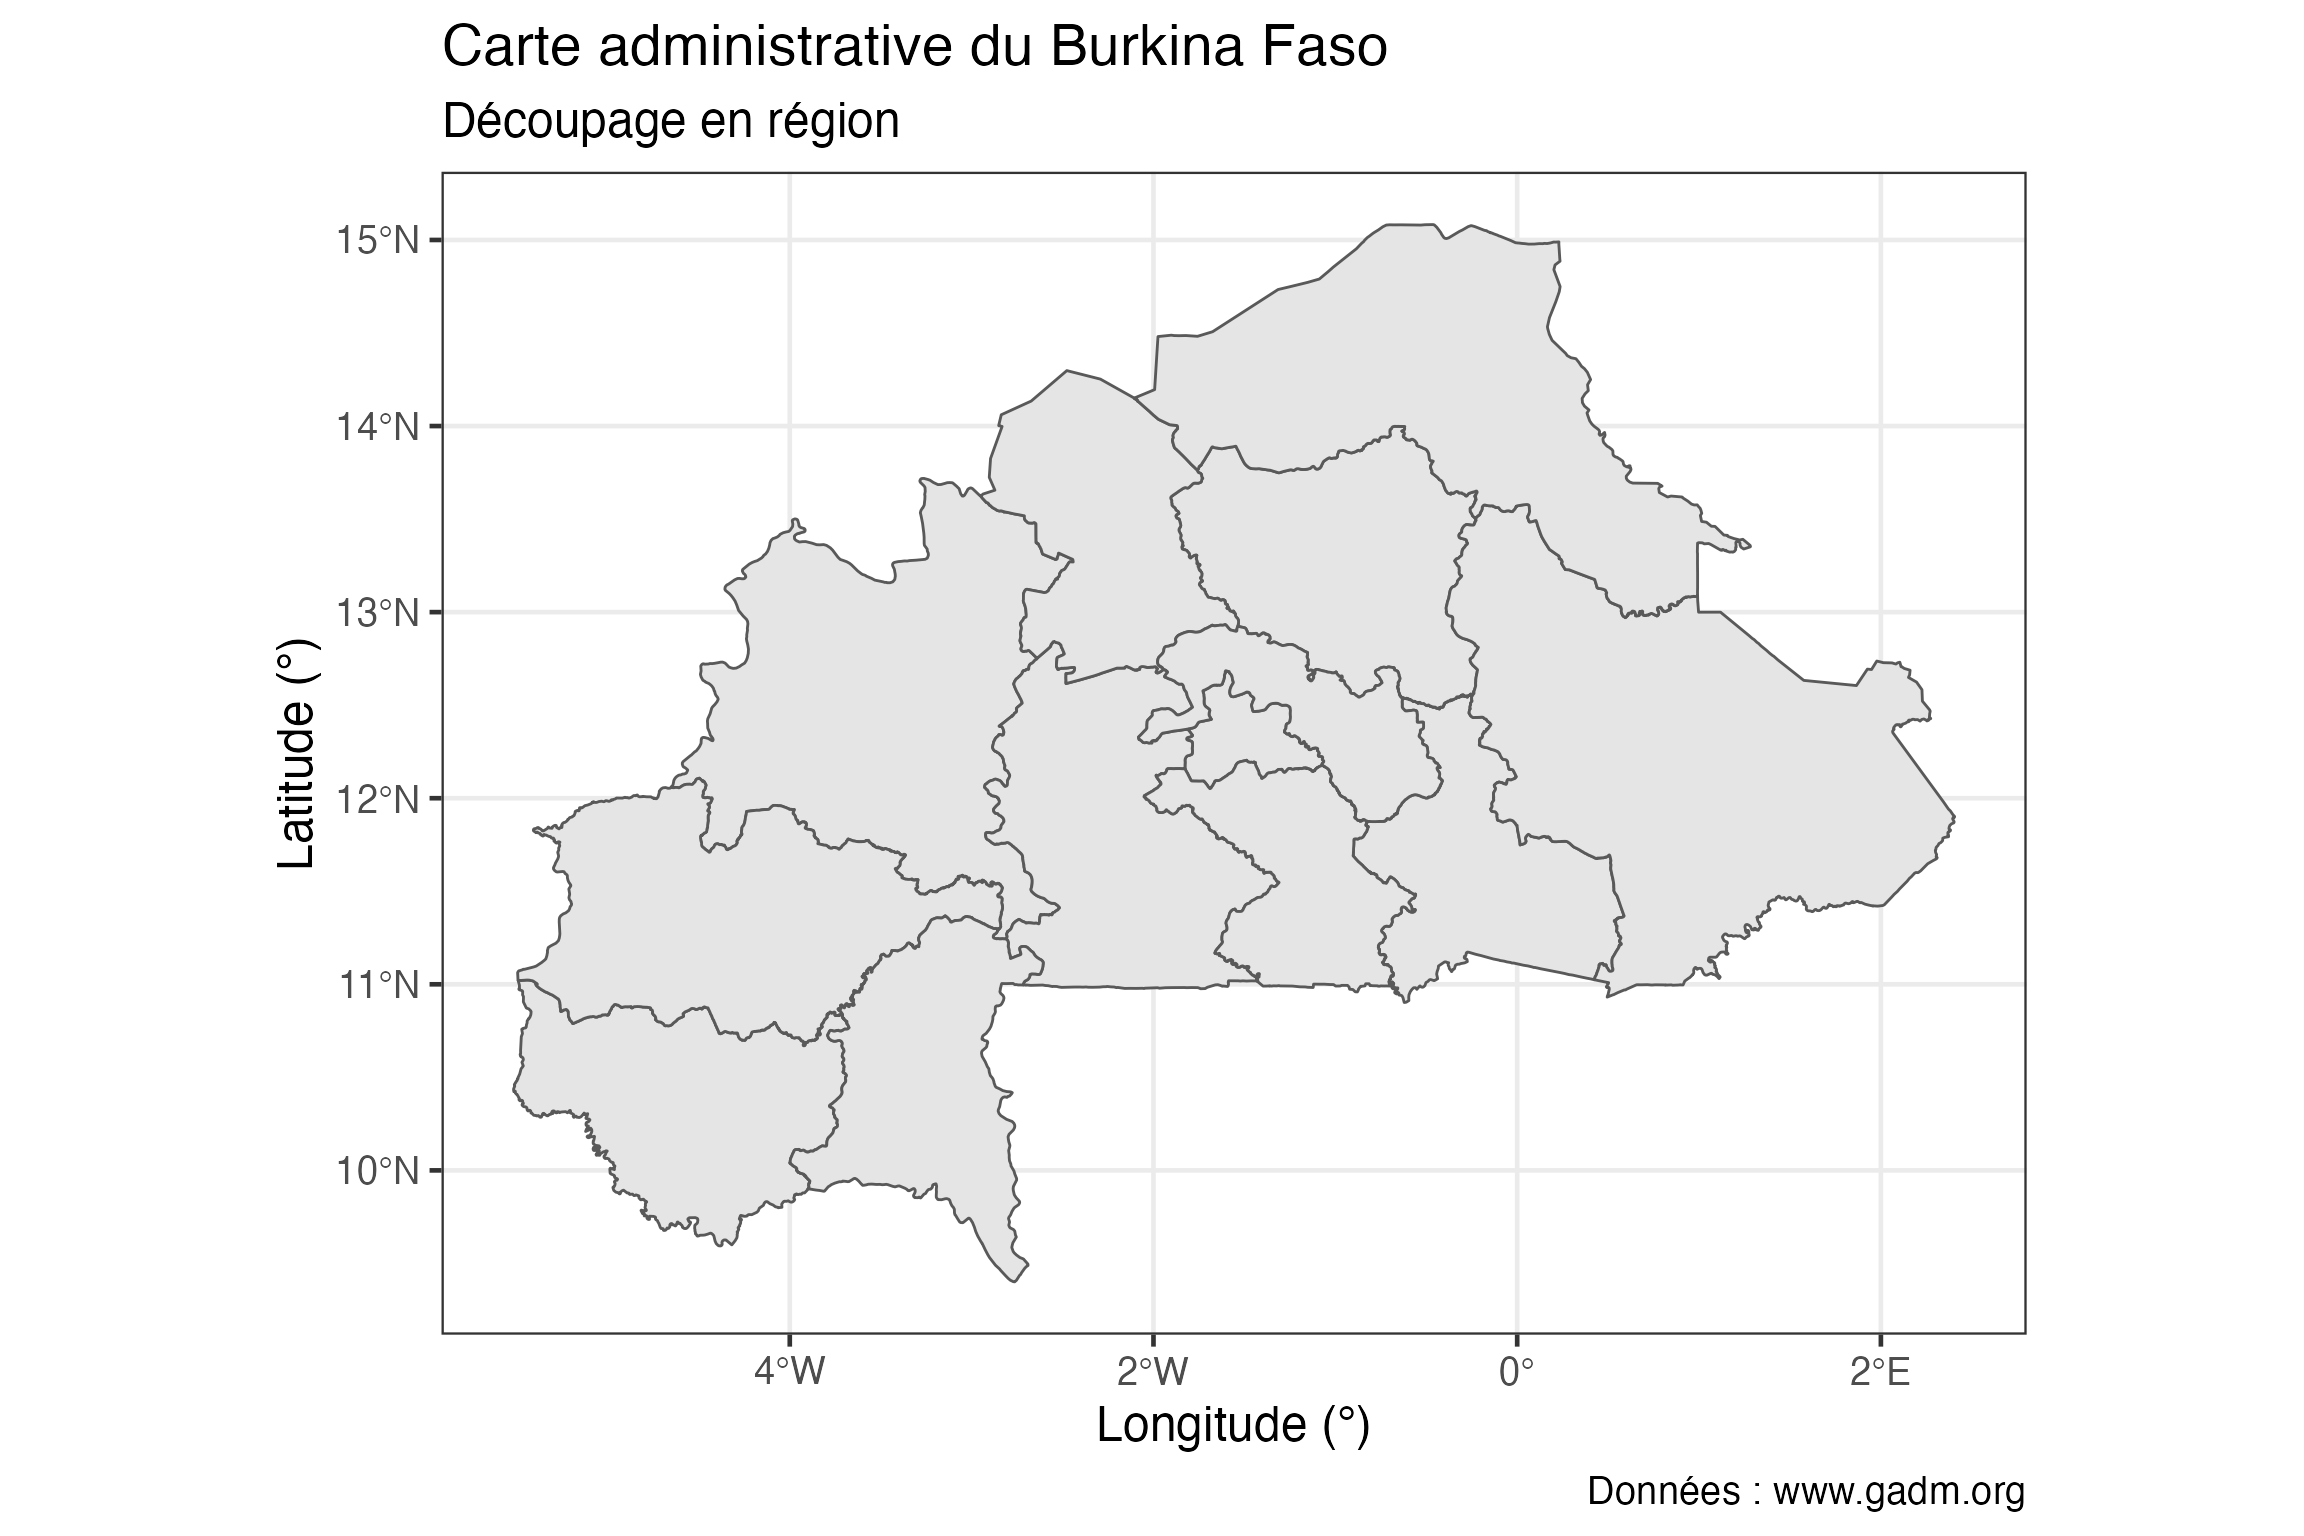 Carte administrative du Burkina Faso
Découpage en région
15°N
14°N
13°N
12°N
11°N
10°N
Latitude (°)
4°W
2°W
0°
2°E
Longitude (°)
Données : www.gadm.org